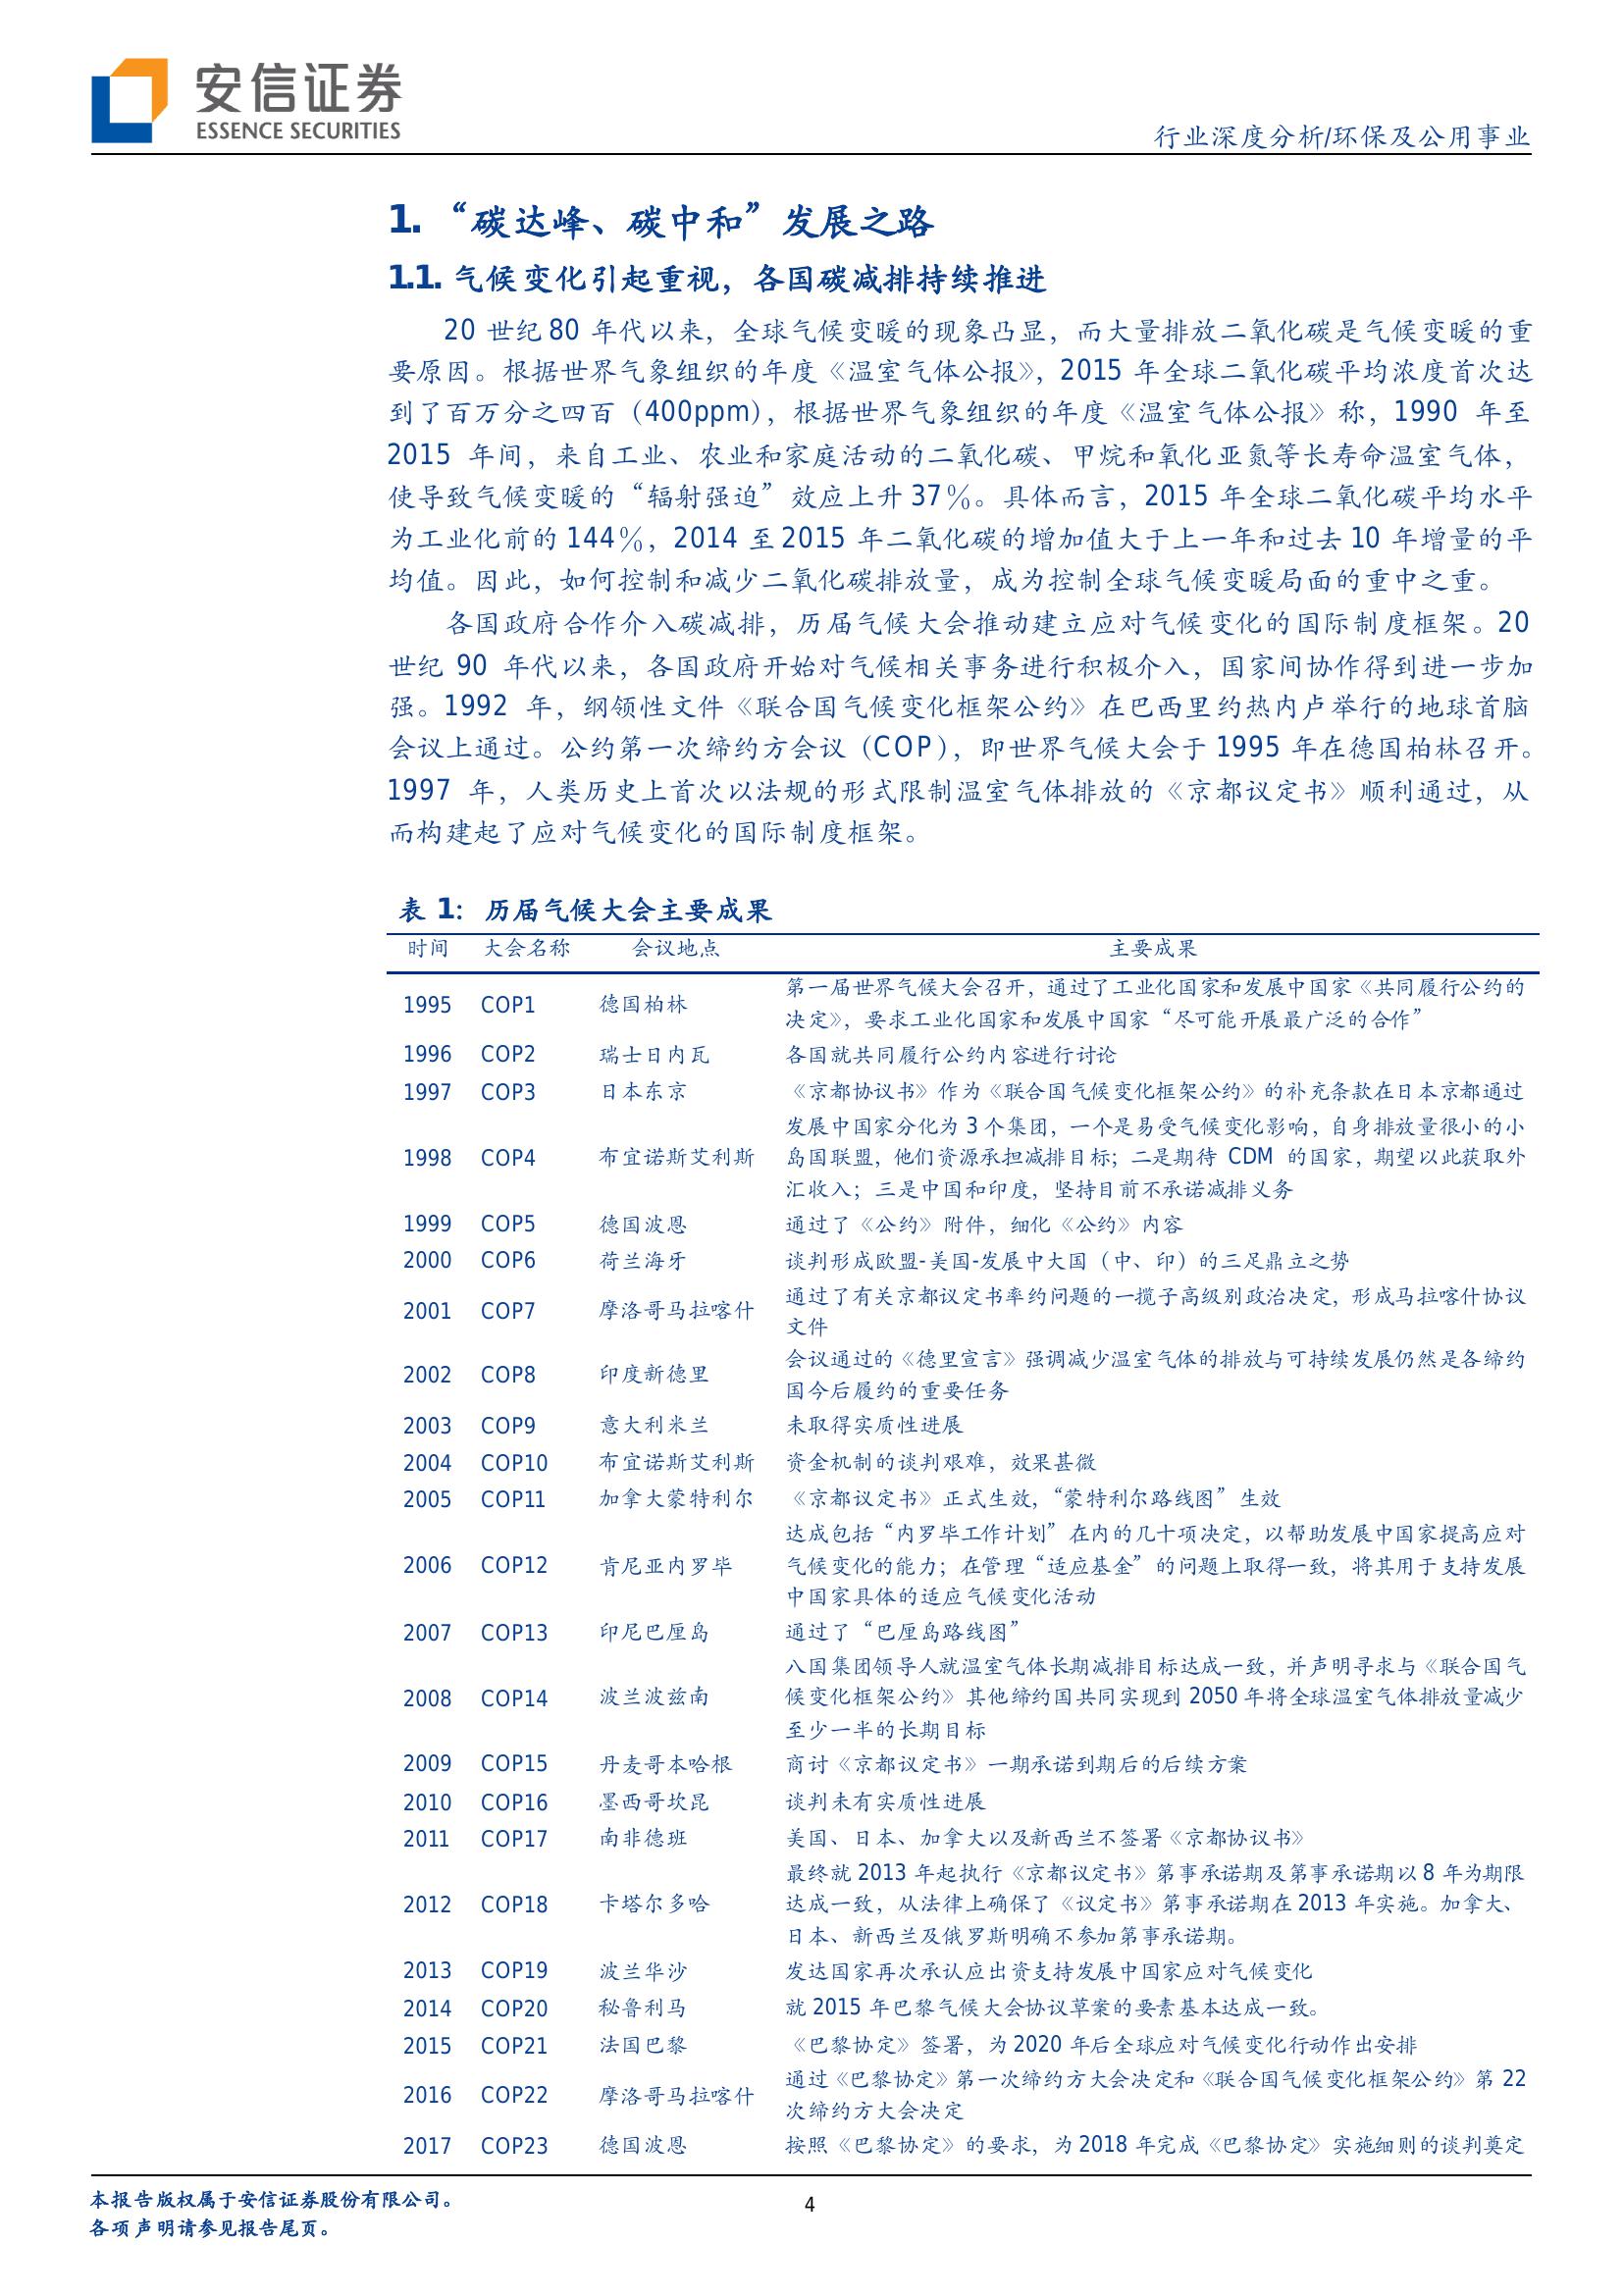 安信证券
ESSENCE SECURITIES
行业深度分析/环保及公用事业
1. “碳达峰、碳中和”发展之路
1.1. 气候变化引起重视，各国碳减排持续推进
20 世纪 80 年代以来，全球气候变暖的现象凸显，而大量排放二氧化碳是气候变暖的重
要原因。根据世界气象组织的年度《温室气体公报》，2015 年全球二氧化碳平均浓度首次达
到了百万分之四百（400ppm），根据世界气象组织的年度《温室气体公报》称，1990 年至
2015 年间，来自工业、农业和家庭活动的二氧化碳、甲烷和氧化亚氮等长寿命温室气体，
使导致气候变暖的“辐射强迫”效应上升 37％。具体而言，2015 年全球二氧化碳平均水平
为工业化前的 144％，2014 至 2015 年二氧化碳的增加值大于上一年和过去 10 年增量的平
均值。因此，如何控制和减少二氧化碳排放量，成为控制全球气候变暖局面的重中之重。
各国政府合作介入碳减排，历届气候大会推动建立应对气候变化的国际制度框架。20
世纪 90 年代以来，各国政府开始对气候相关事务进行积极介入，国家间协作得到进一步加
强。1992 年，纲领性文件《联合国气候变化框架公约》在巴西里约热内卢举行的地球首脑
会议上通过。公约第一次缔约方会议（COP），即世界气候大会于 1995 年在德国柏林召开。
1997 年，人类历史上首次以法规的形式限制温室气体排放的《京都议定书》顺利通过，从
而构建起了应对气候变化的国际制度框架。
表 1：历届气候大会主要成果
时间 大会名称 会议地点 主要成果
1995 COP1 德国柏林 第一届世界气候大会召开，通过了工业化国家和发展中国家《共同履行公约的
决定》，要求工业化国家和发展中国家“尽可能开展最广泛的合作”
1996 COP2 瑞士日内瓦 各国就共同履行公约内容进行讨论
1997 COP3 日本东京 《京都协议书》作为《联合国气候变化框架公约》的补充条款在日本京都通过
1998 COP4 布宜诺斯艾利斯 发展中国家分化为 3 个集团，一个是易受气候变化影响，自身排放量很小的小
岛国联盟，他们资源承担减排目标；二是期待 CDM 的国家，期望以此获取外
汇收入；三是中国和印度，坚持目前不承诺减排义务
1999 COP5 德国波恩 通过了《公约》附件，细化《公约》内容
2000 COP6 荷兰海牙 谈判形成欧盟-美国-发展中大国（中、印）的三足鼎立之势
2001 COP7 摩洛哥马拉喀什 通过了有关京都议定书率约问题的一揽子高级别政治决定，形成马拉喀什协议
文件
2002 COP8 印度新德里 会议通过的《德里宣言》强调减少温室气体的排放与可持续发展仍然是各缔约
国今后履约的重要任务
2003 COP9 意大利米兰 未取得实质性进展
2004 COP10 布宜诺斯艾利斯 资金机制的谈判艰难，效果甚微
2005 COP11 加拿大蒙特利尔 《京都议定书》正式生效，“蒙特利尔路线图”生效
2006 COP12 肯尼亚内罗毕 达成包括“内罗毕工作计划”在内的几十项决定，以帮助发展中国家提高应对
气候变化的能力；在管理“适应基金”的问题上取得一致，将其用于支持发展
中国家具体的适应气候变化活动
2007 COP13 印尼巴厘岛 通过了“巴厘岛路线图”
2008 COP14 波兰波兹南 八国集团领导人就温室气体长期减排目标达成一致，并声明寻求与《联合国气
候变化框架公约》其他缔约国共同实现到 2050 年将全球温室气体排放量减少
至少一半的长期目标
2009 COP15 丹麦哥本哈根 商讨《京都议定书》一期承诺到期后的后续方案
2010 COP16 墨西哥坎昆 谈判未有实质性进展
2011 COP17 南非德班 美国、日本、加拿大以及新西兰不签署《京都协议书》
2012 COP18 卡塔尔多哈 最终就 2013 年起执行《京都议定书》第事承诺期及第事承诺期以 8 年为期限
达成一致，从法律上确保了《议定书》第事承诺期在 2013 年实施。加拿大、
日本、新西兰及俄罗斯明确不参加第事承诺期。
2013 COP19 波兰华沙 发达国家再次承认应出资支持发展中国家应对气候变化
2014 COP20 秘鲁利马 就 2015 年巴黎气候大会协议草案的要素基本达成一致。
2015 COP21 法国巴黎 《巴黎协定》签署，为 2020 年后全球应对气候变化行动作出安排
2016 COP22 摩洛哥马拉喀什 通过《巴黎协定》第一次缔约方大会决定和《联合国气候变化框架公约》第 22
次缔约方大会决定
2017 COP23 德国波恩 按照《巴黎协定》的要求，为 2018 年完成《巴黎协定》实施细则的谈判奠定
本报告版权属于安信证券股份有限公司。
各项声明请参见报告尾页。
4